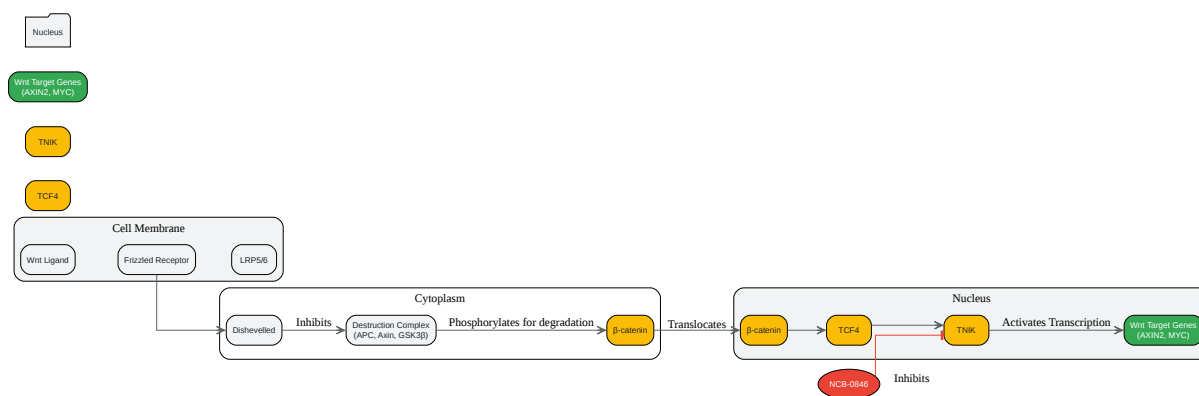 Nucleus
Wnt Target Genes
(AXIN2, MYC)
TNIK
TCF4
Cell Membrane
Wnt Ligand
Frizzled Receptor
LRP5/6
Cytoplasm
Dishevelled
Inhibits
Destruction Complex
(APC, Axin, GSK3β)
Phosphorylates for degradation
β-catenin
Translocates
Nucleus
β-catenin
TCF4
TNIK
Activates Transcription
Wnt Target Genes
(AXIN2, MYC)
NCB-0846
Inhibits